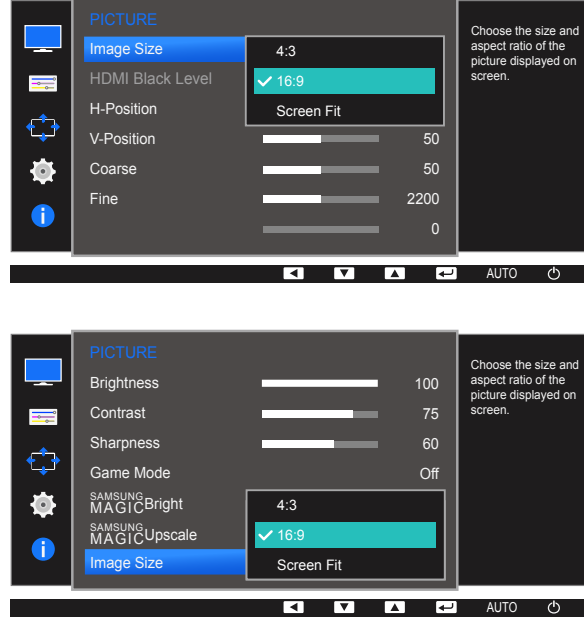 PICTURE
Image Size
4:3
HDMI Black Level
16:9
H-Position
Screen Fit
V-Position 50
Coarse 50
Fine 2200
0
Choose the size and
aspect ratio of the
picture displayed on
screen.
AUTO
PICTURE
Brightness 100
Contrast 75
Sharpness 60
Game Mode Off
SAMSUNG
MAGICBright
4:3
SAMSUNG
MAGICUpscale
16:9
Image Size
Screen Fit
Choose the size and
aspect ratio of the
picture displayed on
screen.
AUTO